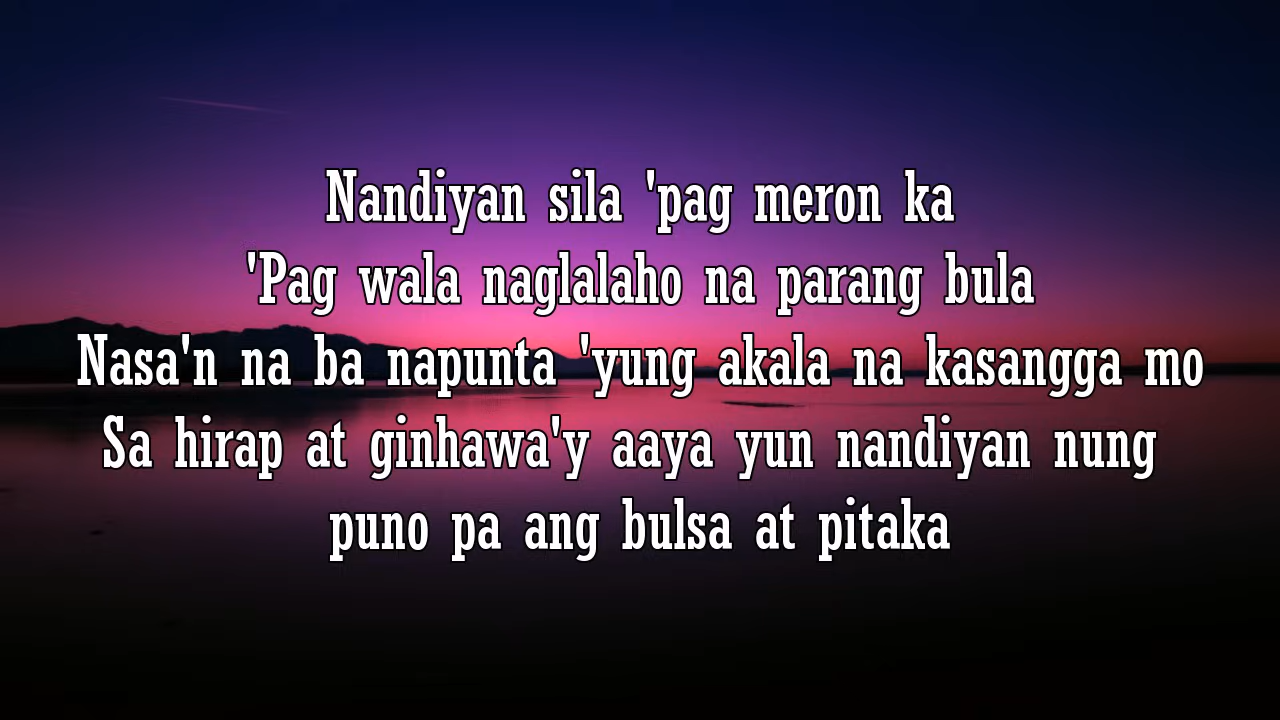 Nandiyan sila 'pag meron ka
'Pag wala naglalaho na parang bula
Nasa'n na ba napunta 'yung akala na kasangga mo
Sa hirap at ginhawa'y aaya yun nandiyan nung
puno pa ang bulsa at pitaka